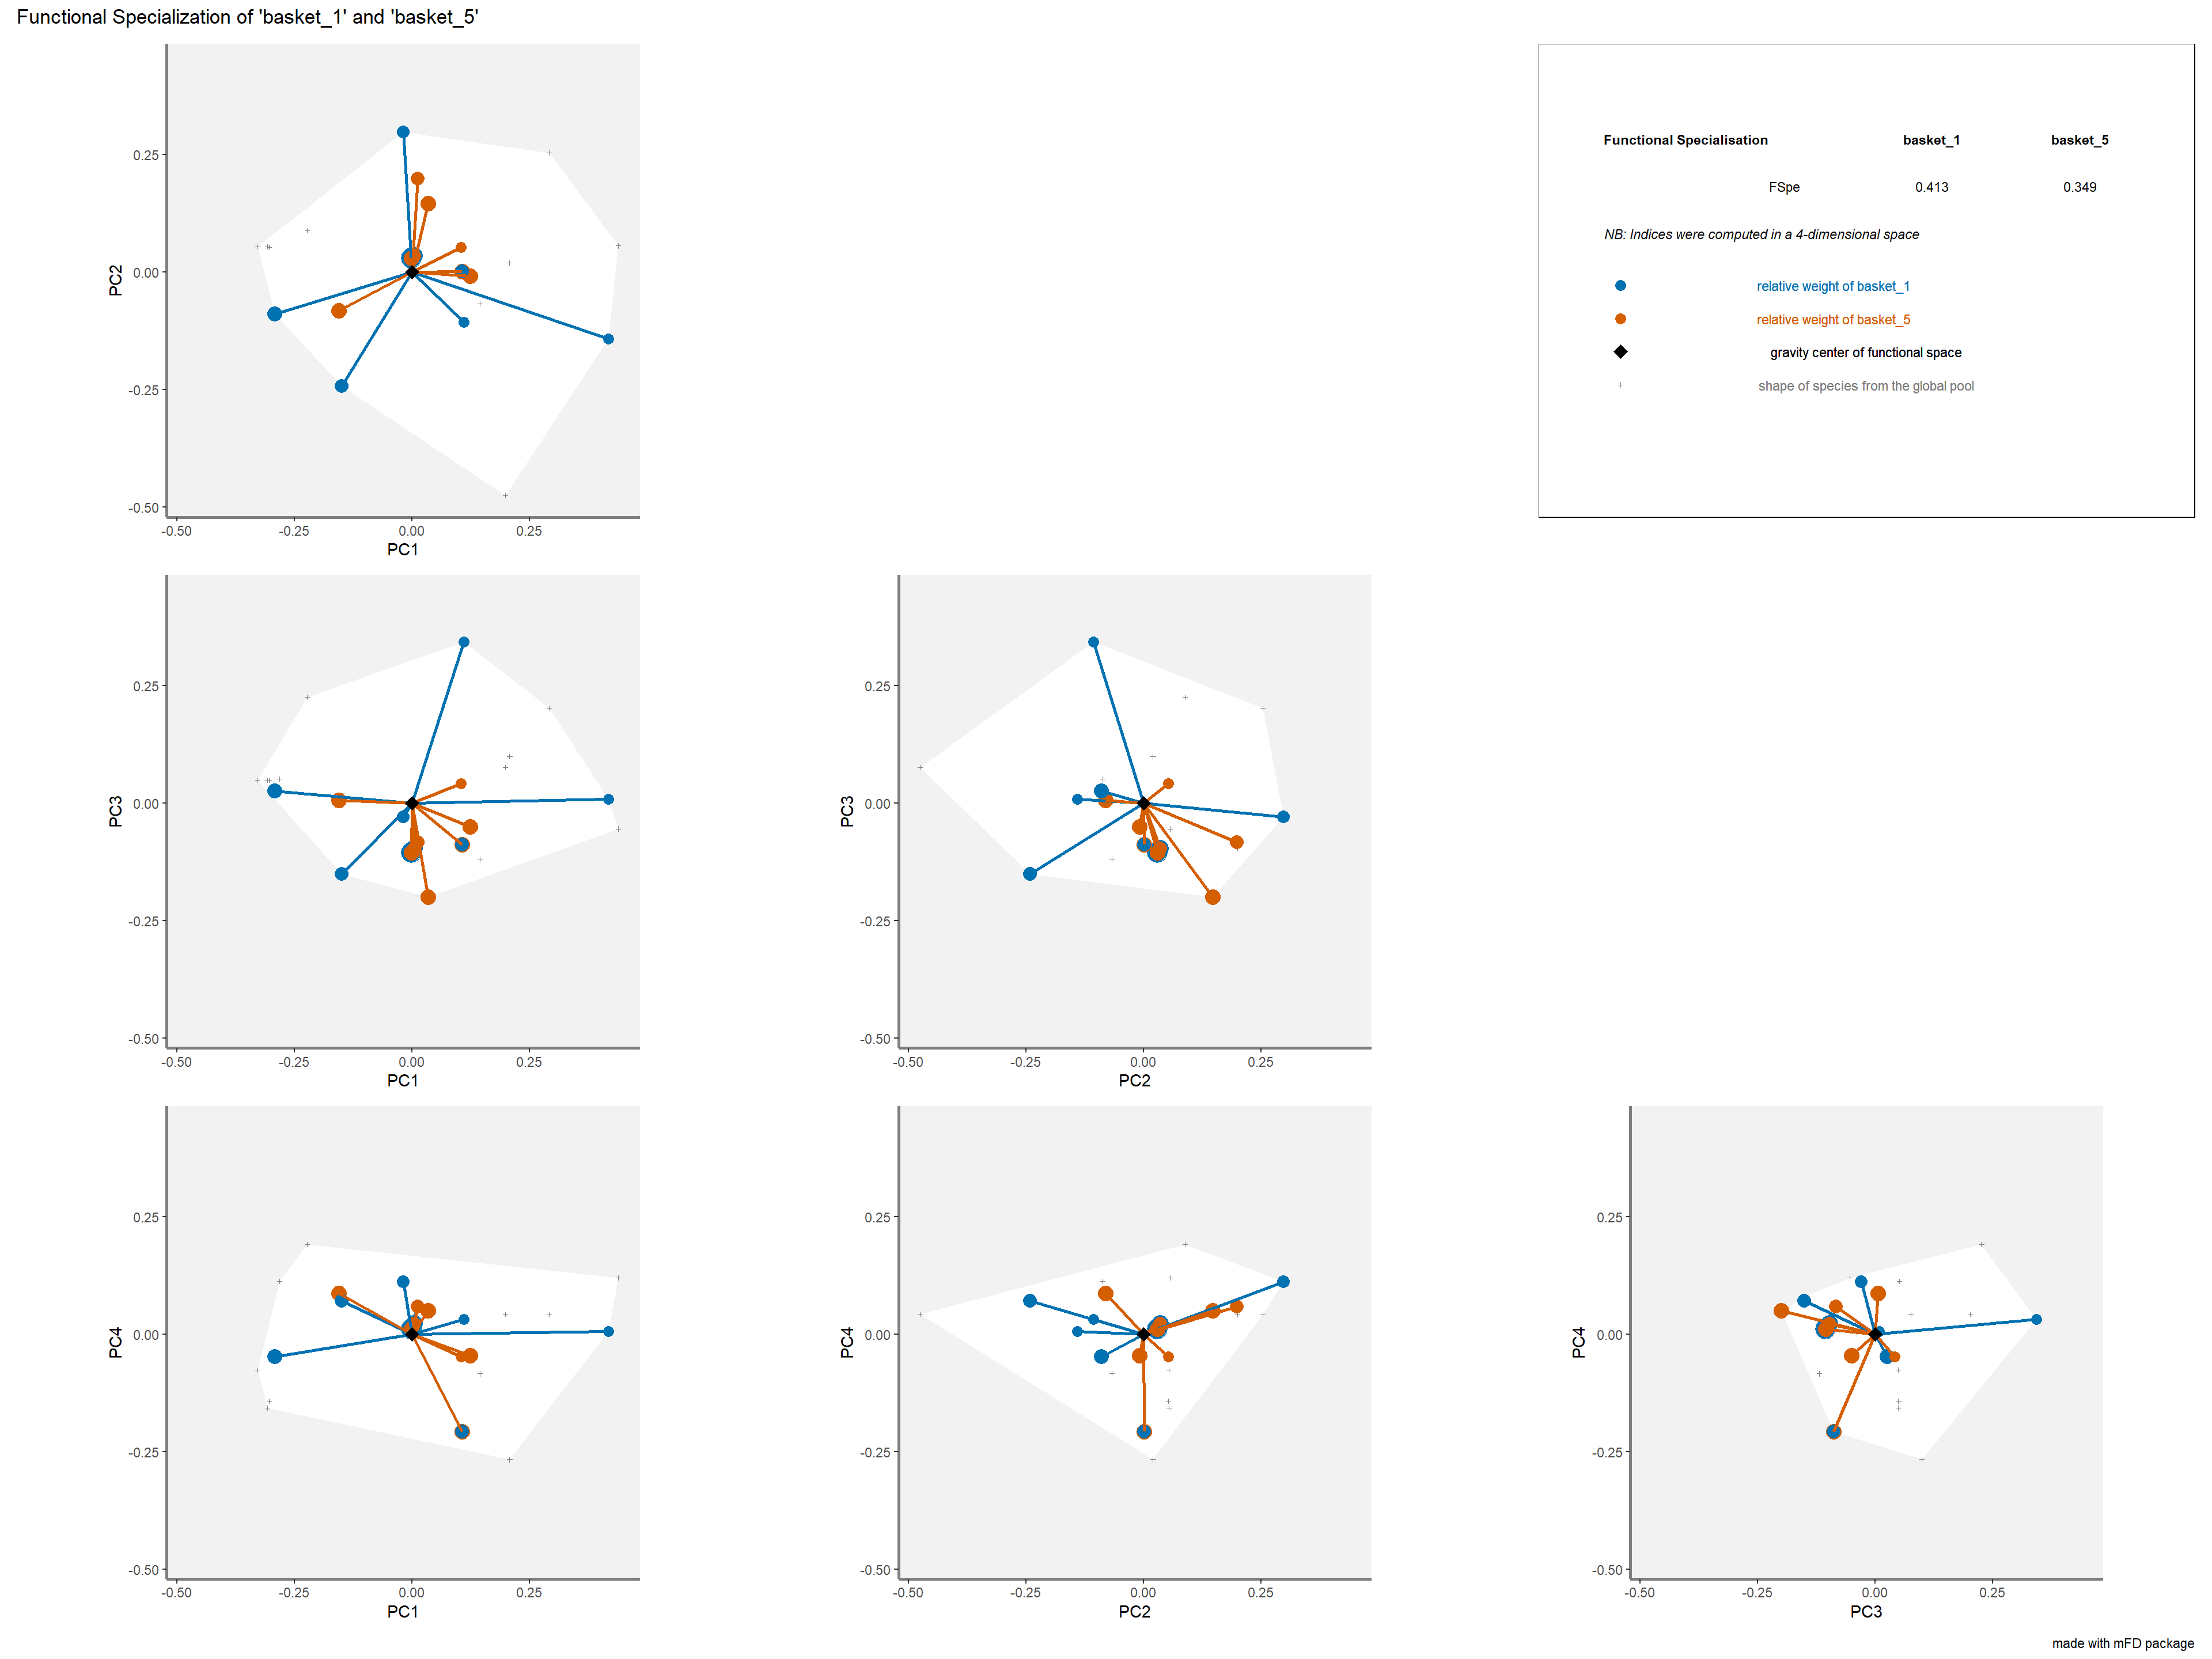 Functional Specialization of 'basket_1' and 'basket_5'
0.25
0.00
-0.25
-0.50
PC2
-0.50 -0.25 0.00 0.25
PC1
Functional Specialisation basket_1 basket_5
FSpe 0.413 0.349
NB: Indices were computed in a 4-dimensional space
relative weight of basket_1
relative weight of basket_5
gravity center of functional space
shape of species from the global pool
0.25
0.00
-0.25
-0.50
PC3
-0.50 -0.25 0.00 0.25
PC1
0.25
0.00
-0.25
-0.50
PC3
-0.50 -0.25 0.00 0.25
PC2
0.25
0.00
-0.25
-0.50
PC4
-0.50 -0.25 0.00 0.25
PC1
0.25
0.00
-0.25
-0.50
PC4
-0.50 -0.25 0.00 0.25
PC2
0.25
0.00
-0.25
-0.50
PC4
-0.50 -0.25 0.00 0.25
PC3
made with mFD package